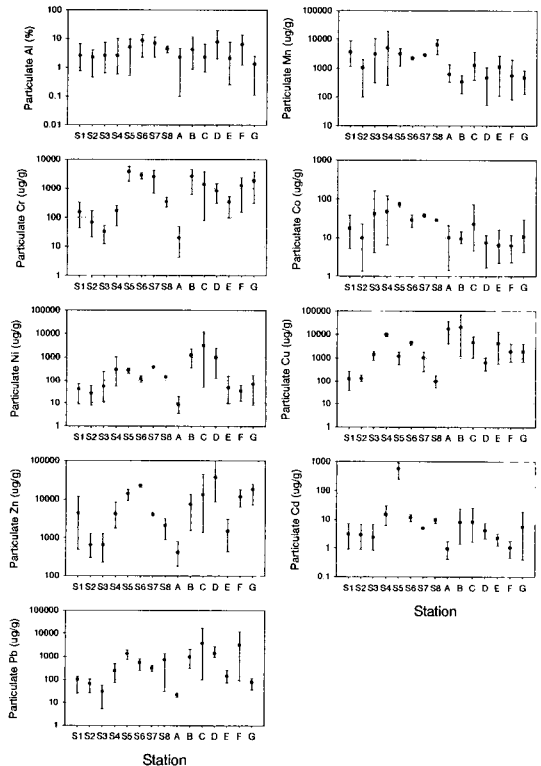 Particulate Al (%)
100
10
1
0.1
0.01
S1 S2 S3 S4 S5 S6 S7 S8 A B C D E F G
Particulate Mn (ug/g)
100000
10000
1000
100
10
S1 S2 S3 S4 S5 S6 S7 S8 A B C D E F G
Particulate Cr (ug/g)
10000
1000
100
10
1
S1 S2 S3 S4 S5 S6 S7 S8 A B C D E F G
Particulate Co (ug/g)
1000
100
10
1
S1 S2 S3 S4 S5 S6 S7 S8 A B C D E F G
Particulate Ni (ug/g)
100000
10000
1000
100
10
1
S1 S2 S3 S4 S5 S6 S7 S8 A B C D E F G
Particulate Cu (ug/g)
100000
10000
1000
100
10
1
S1 S2 S3 S4 S5 S6 S7 S8 A B C D E F G
Particulate Zn (ug/g)
100000
10000
1000
100
S1 S2 S3 S4 S5 S6 S7 S8 A B C D E F G
Particulate Cd (ug/g)
1000
100
10
1
0.1
S1 S2 S3 S4 S5 S6 S7 S8 A B C D E F G
Station
Particulate Pb (ug/g)
100000
10000
1000
100
10
1
S1 S2 S3 S4 S5 S6 S7 S8 A B C D E F G
Station